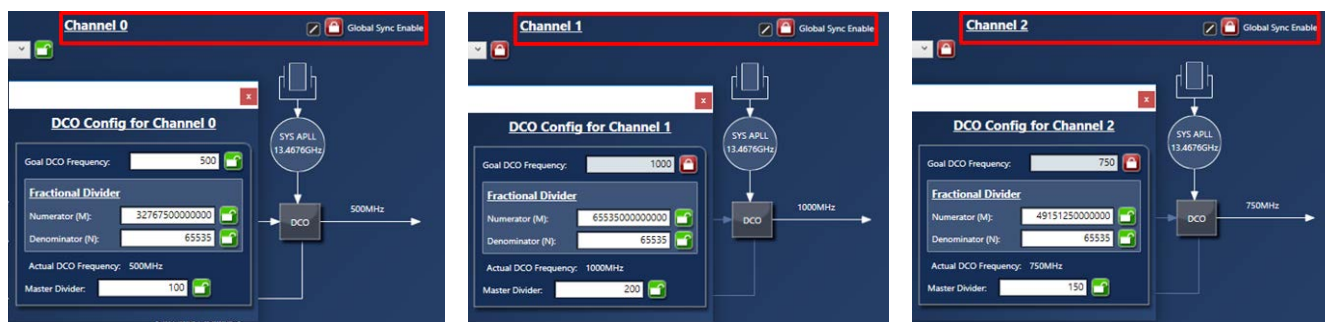 Channel 0
Global Sync Enable
DCO Config for Channel 0
x
Goal DCO Frequency: 500
Fractional Divider
Numerator (M): 32767500000000
Denominator (N): 65535
Actual DCO Frequency: 500MHz
Master Divider: 100
SYS APLL
13.4676GHz
DCO
500MHz
Channel 1
Global Sync Enable
DCO Config for Channel 1
x
Goal DCO Frequency: 1000
Fractional Divider
Numerator (M): 65535000000000
Denominator (N): 65535
Actual DCO Frequency: 1000MHz
Master Divider: 200
SYS APLL
13.4676GHz
DCO
1000MHz
Channel 2
Global Sync Enable
DCO Config for Channel 2
x
Goal DCO Frequency: 750
Fractional Divider
Numerator (M): 49151250000000
Denominator (N): 65535
Actual DCO Frequency: 750MHz
Master Divider: 150
SYS APLL
13.4676GHz
DCO
750MHz